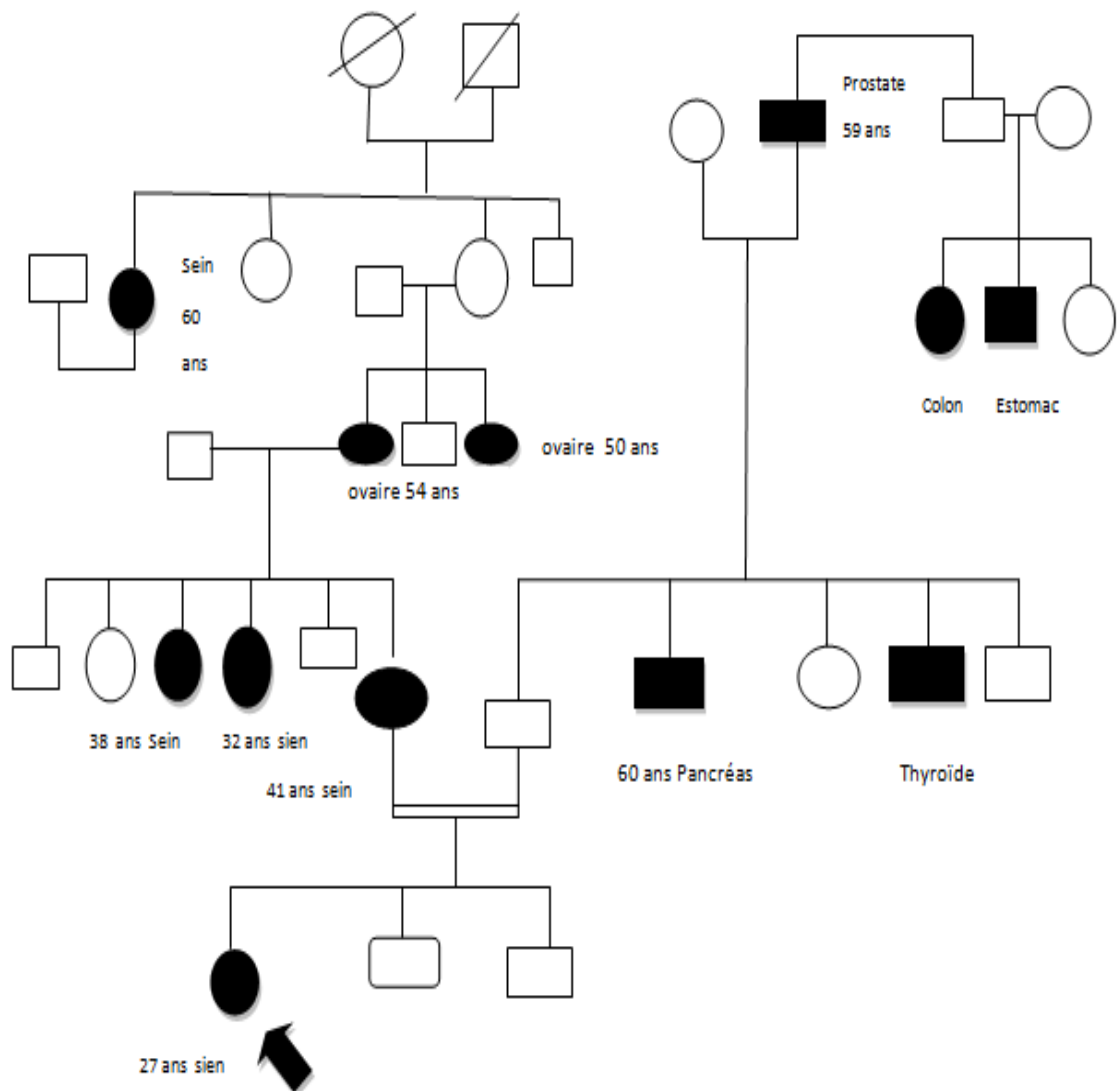 Prostate
59 ans
Sein
60
ans
Colon
Estomac
ovaire 50 ans
ovaire 54 ans
38 ans Sein
32 ans sien
41 ans sein
60 ans Pancréas
Thyroïde
27 ans sien